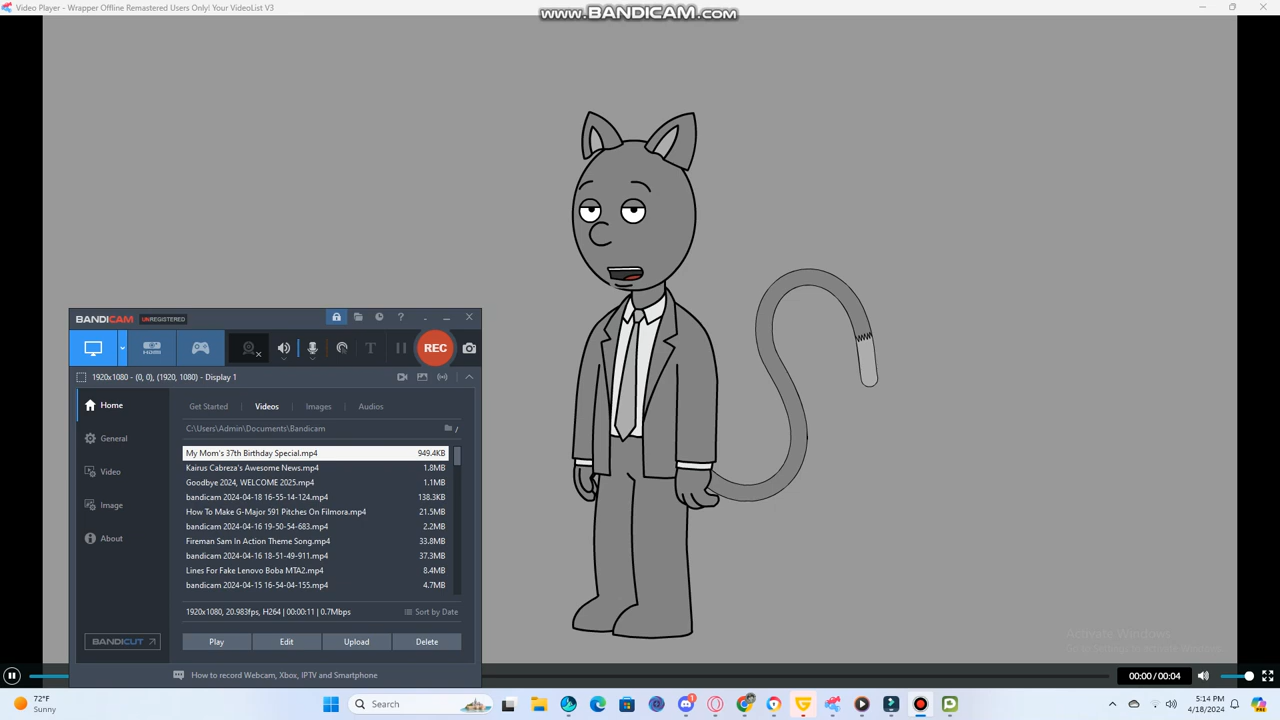 Video Player - Wrapper Offline Remastered Users Only! Your VideoList V3
www.BANDICAM.com
BANDICAM UNREGISTERED
HDMI
REC
1920x1080 - (0, 0), (1920, 1080) - Display 1
Home
General
Video
Image
About
BANDICUT
Get Started
Videos
Images
Audios
C:\Users\Admin\Documents\Bandicam
My Mom's 37th Birthday Special.mp4 949.4KB
Kairus Cabreza's Awesome News.mp4 1.8MB
Goodbye 2024, WELCOME 2025.mp4 1.1MB
bandicam 2024-04-18 16-55-14-124.mp4 138.3KB
How To Make G-Major 591 Pitches On Filmora.mp4 21.5MB
bandicam 2024-04-16 19-50-54-683.mp4 2.2MB
Fireman Sam In Action Theme Song.mp4 33.8MB
bandicam 2024-04-16 18-51-49-911.mp4 37.3MB
Lines For Fake Lenovo Boba MTA2.mp4 8.4MB
bandicam 2024-04-15 16-54-04-155.mp4 4.7MB
1920x1080, 20.983fps, H264 | 00:00:11 | 0.7Mbps
Sort by Date
Play
Edit
Upload
Delete
How to record Webcam, Xbox, IPTV and Smartphone
Activate Windows
Go to Settings to activate Windows.
00:00 / 00:04
72°F
Sunny
Search
5:14 PM
4/18/2024